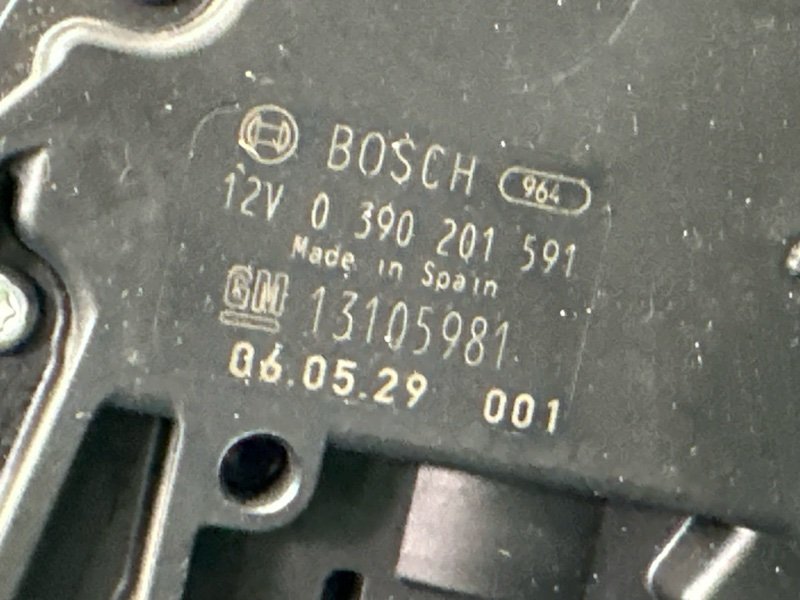 BOSCH 964
12V 0 390 201 591
Made in Spain
GM 13105981
06.05.29 001